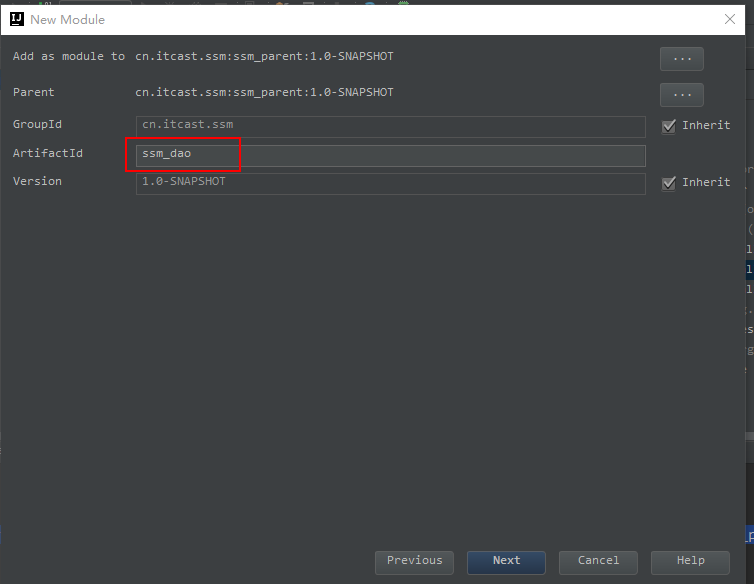 IJ New Module
Add as module to cn.itcast.ssm:ssm_parent:1.0-SNAPSHOT ...
Parent cn.itcast.ssm:ssm_parent:1.0-SNAPSHOT ...
GroupId cn.itcast.ssm Inherit
ArtifactId ssm_dao
Version 1.0-SNAPSHOT Inherit
Previous Next Cancel Help